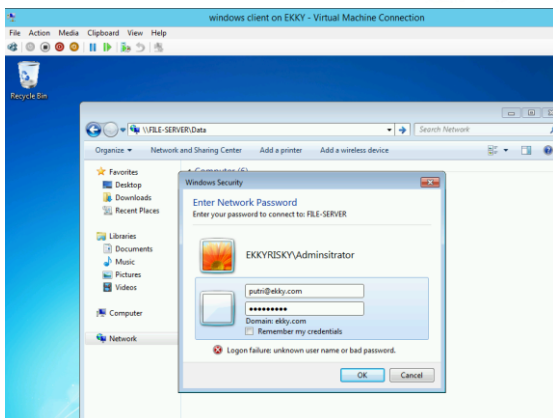 windows client on EKKY - Virtual Machine Connection
File Action Media Clipboard View Help
Recycle Bin
\\FILE-SERVER\Data
Search Network
Organize Network and Sharing Center Add a printer Add a wireless device
Favorites
Desktop
Downloads
Recent Places
Libraries
Documents
Music
Pictures
Videos
Computer
Network
Windows Security
Enter Network Password
Enter your password to connect to: FILE-SERVER
EKKYRISKY\Adminsitrator
putri@ekky.com
Domain: ekky.com
Remember my credentials
Logon failure: unknown user name or bad password.
OK Cancel